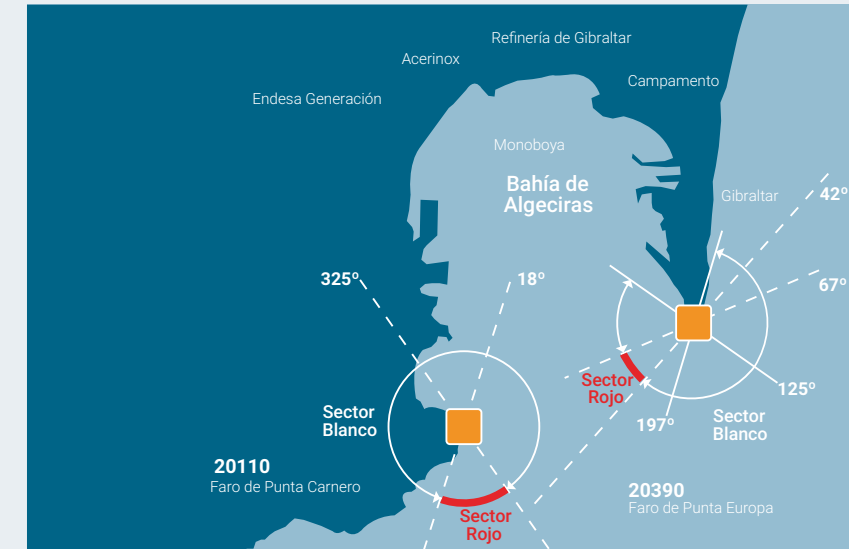 Refinería de Gibraltar
Acerinox
Campamento
Endesa Generación
Monoboya
Bahía de
Algeciras
Gibraltar
42º
325º
18º
67º
Sector
Rojo
125º
Sector
Blanco
197º
Sector
Blanco
20110
Faro de Punta Carnero
20390
Faro de Punta Europa
Sector
Rojo